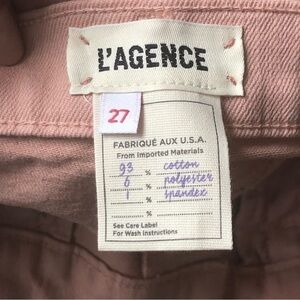 L'AGENCE
27
FABRIQUÉ AUX U.S.A.
From Imported Materials
93 % cotton
6 % polyester
1 % spandex
%
%
See Care Label
For Wash Instructions